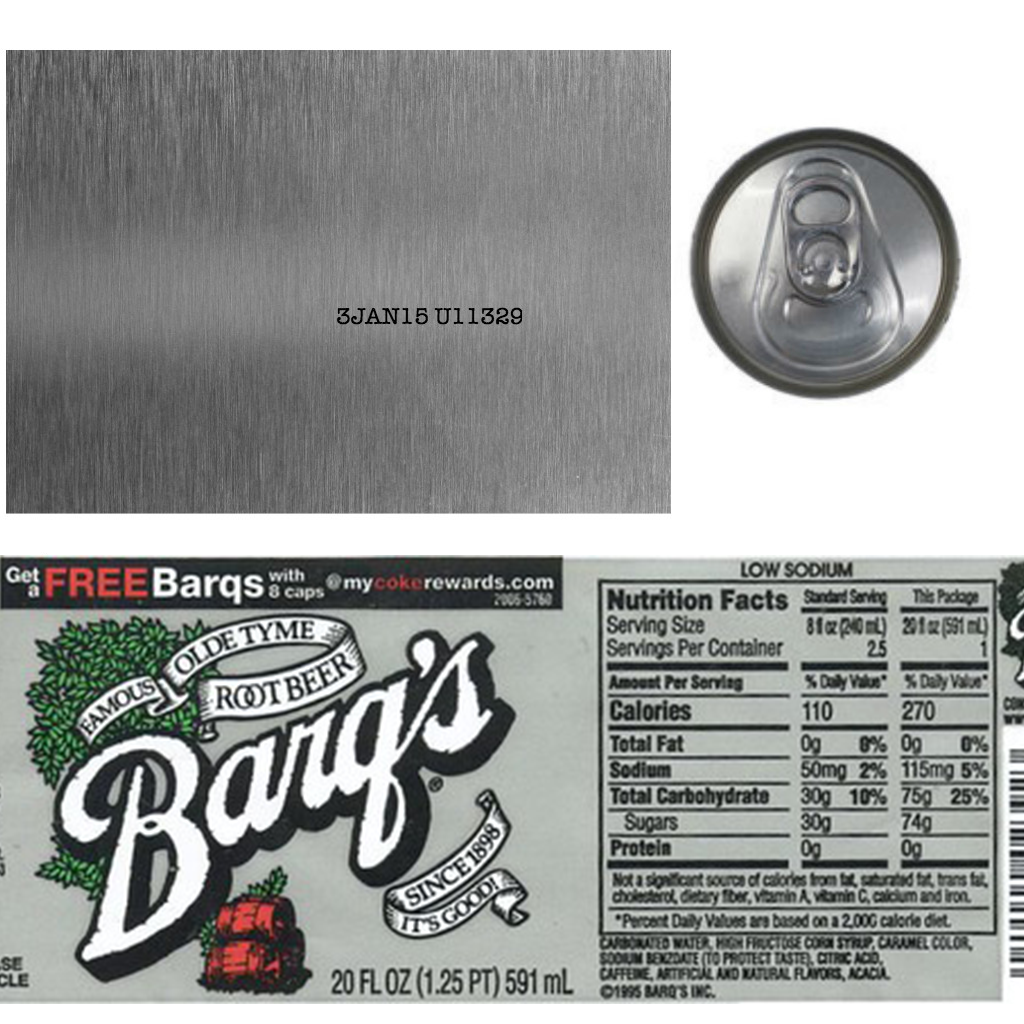 3JAN15 U11329
Get a FREE Barqs with 8 caps @mycokerewards.com
2006-5760
FAMOUS OLDE TYME
ROOT BEER
Barq's®
SINCE 1898
IT'S GOOD!
20 FL OZ (1.25 PT) 591 mL
LOW SODIUM
Nutrition Facts Standard Serving This Package
Serving Size 8 fl oz (240 mL) 20 fl oz (591 mL)
Servings Per Container 2.5 1
Amount Per Serving % Daily Value* % Daily Value*
Calories 110 270
Total Fat 0g 0% 0g 0%
Sodium 50mg 2% 115mg 5%
Total Carbohydrate 30g 10% 75g 25%
Sugars 30g 74g
Protein 0g 0g
Not a significant source of calories from fat, saturated fat, trans fat,
cholesterol, dietary fiber, vitamin A, vitamin C, calcium and iron.
*Percent Daily Values are based on a 2,000 calorie diet.
CARBONATED WATER, HIGH FRUCTOSE CORN SYRUP, CARAMEL COLOR,
SODIUM BENZOATE (TO PROTECT TASTE), CITRIC ACID,
CAFFEINE, ARTIFICIAL AND NATURAL FLAVORS, ACACIA.
©1995 BARQ'S INC.